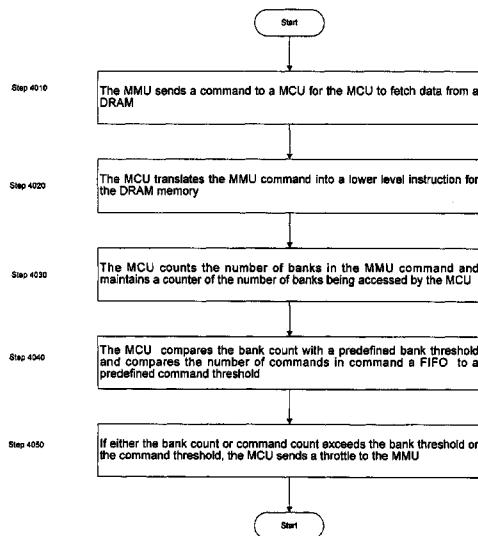 Start
Step 4010
The MMU sends a command to a MCU for the MCU to fetch data from a
DRAM
Step 4020
The MCU translates the MMU command into a lower level instruction for
the DRAM memory
Step 4030
The MCU counts the number of banks in the MMU command and
maintains a counter of the number of banks being accessed by the MCU
Step 4040
The MCU compares the bank count with a predefined bank threshold
and compares the number of commands in command a FIFO to a
predefined command threshold
Step 4050
If either the bank count or command count exceeds the bank threshold or
the command threshold, the MCU sends a throttle to the MMU
Start